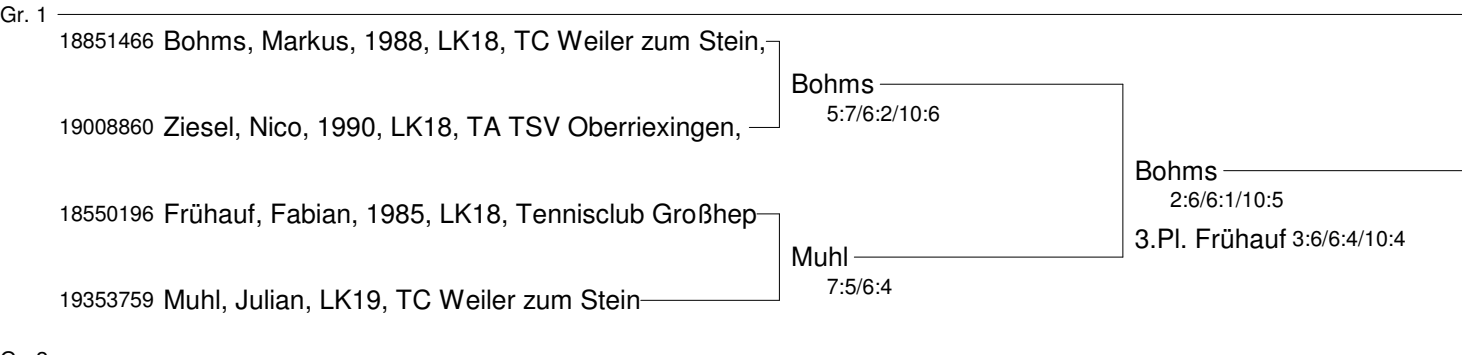 Gr. 1
18851466 Bohms, Markus, 1988, LK18, TC Weiler zum Stein,
Bohms
5:7/6:2/10:6
19008860 Ziesel, Nico, 1990, LK18, TA TSV Oberriexingen,
Bohms
2:6/6:1/10:5
18550196 Frühauf, Fabian, 1985, LK18, Tennisclub Großhep
3.Pl. Frühauf 3:6/6:4/10:4
Muhl
7:5/6:4
19353759 Muhl, Julian, LK19, TC Weiler zum Stein